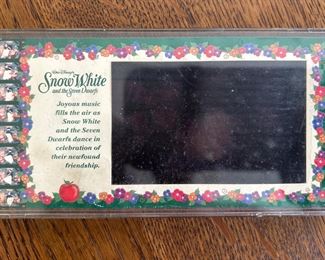 Walt Disney's
Snow White
and the Seven Dwarfs
Joyous music
fills the air as
Snow White
and the Seven
Dwarfs dance in
celebration of
their newfound
friendship.